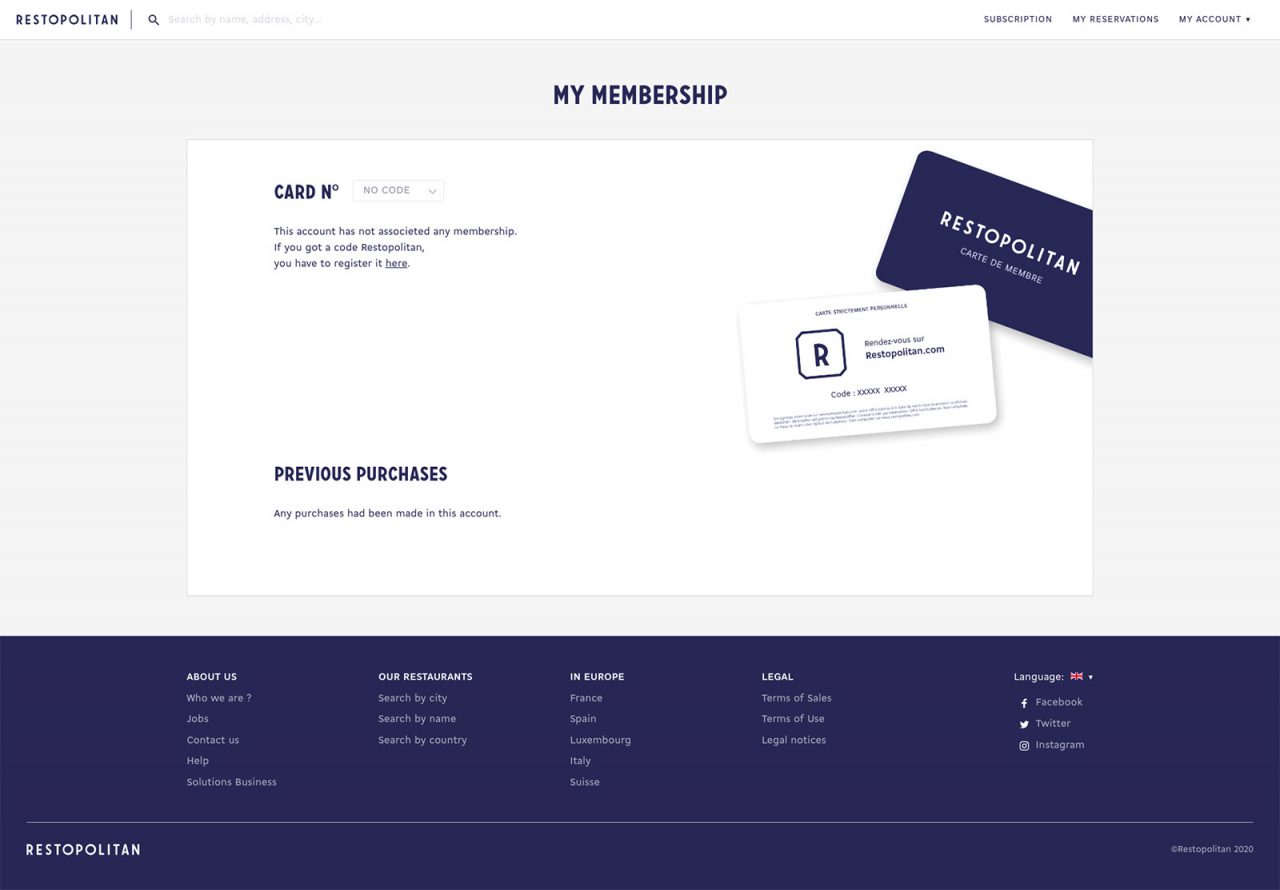 RESTOPOLITAN
Search by name, address, city...
SUBSCRIPTION
MY RESERVATIONS
MY ACCOUNT ▼
MY MEMBERSHIP
CARD N° NO CODE
This account has not associeted any membership.
If you got a code Restopolitan,
you have to register it here.
RESTOPOLITAN
CARTE DE MEMBRE
CARTE STRICTEMENT PERSONNELLE
R
Rendez-vous sur
Restopolitan.com
Code : XXXXX XXXXX
PREVIOUS PURCHASES
Any purchases had been made in this account.
ABOUT US
Who we are ?
Jobs
Contact us
Help
Solutions Business
OUR RESTAURANTS
Search by city
Search by name
Search by country
IN EUROPE
France
Spain
Luxembourg
Italy
Suisse
LEGAL
Terms of Sales
Terms of Use
Legal notices
Language: ▼
Facebook
Twitter
Instagram
RESTOPOLITAN
©Restopolitan 2020